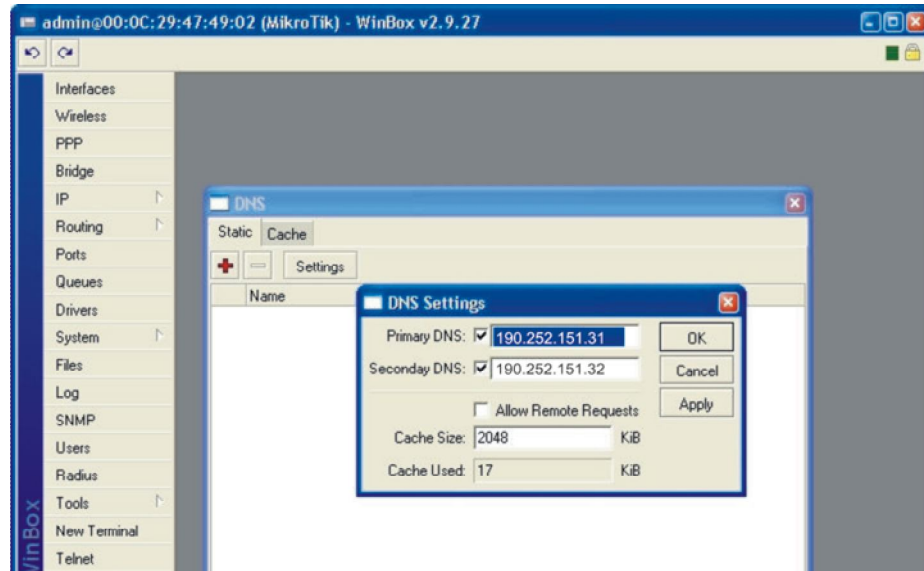 admin@00:0C:29:47:49:02 (MikroTik) - WinBox v2.9.27
Interfaces
Wireless
PPP
Bridge
IP
Routing
Ports
Queues
Drivers
System
Files
Log
SNMP
Users
Radius
Tools
New Terminal
Telnet
WinBox
DNS
Static Cache
Settings
Name
DNS Settings
Primary DNS: 190.252.151.31 OK
Seconday DNS: 190.252.151.32 Cancel
Allow Remote Requests Apply
Cache Size: 2048 KiB
Cache Used: 17 KiB